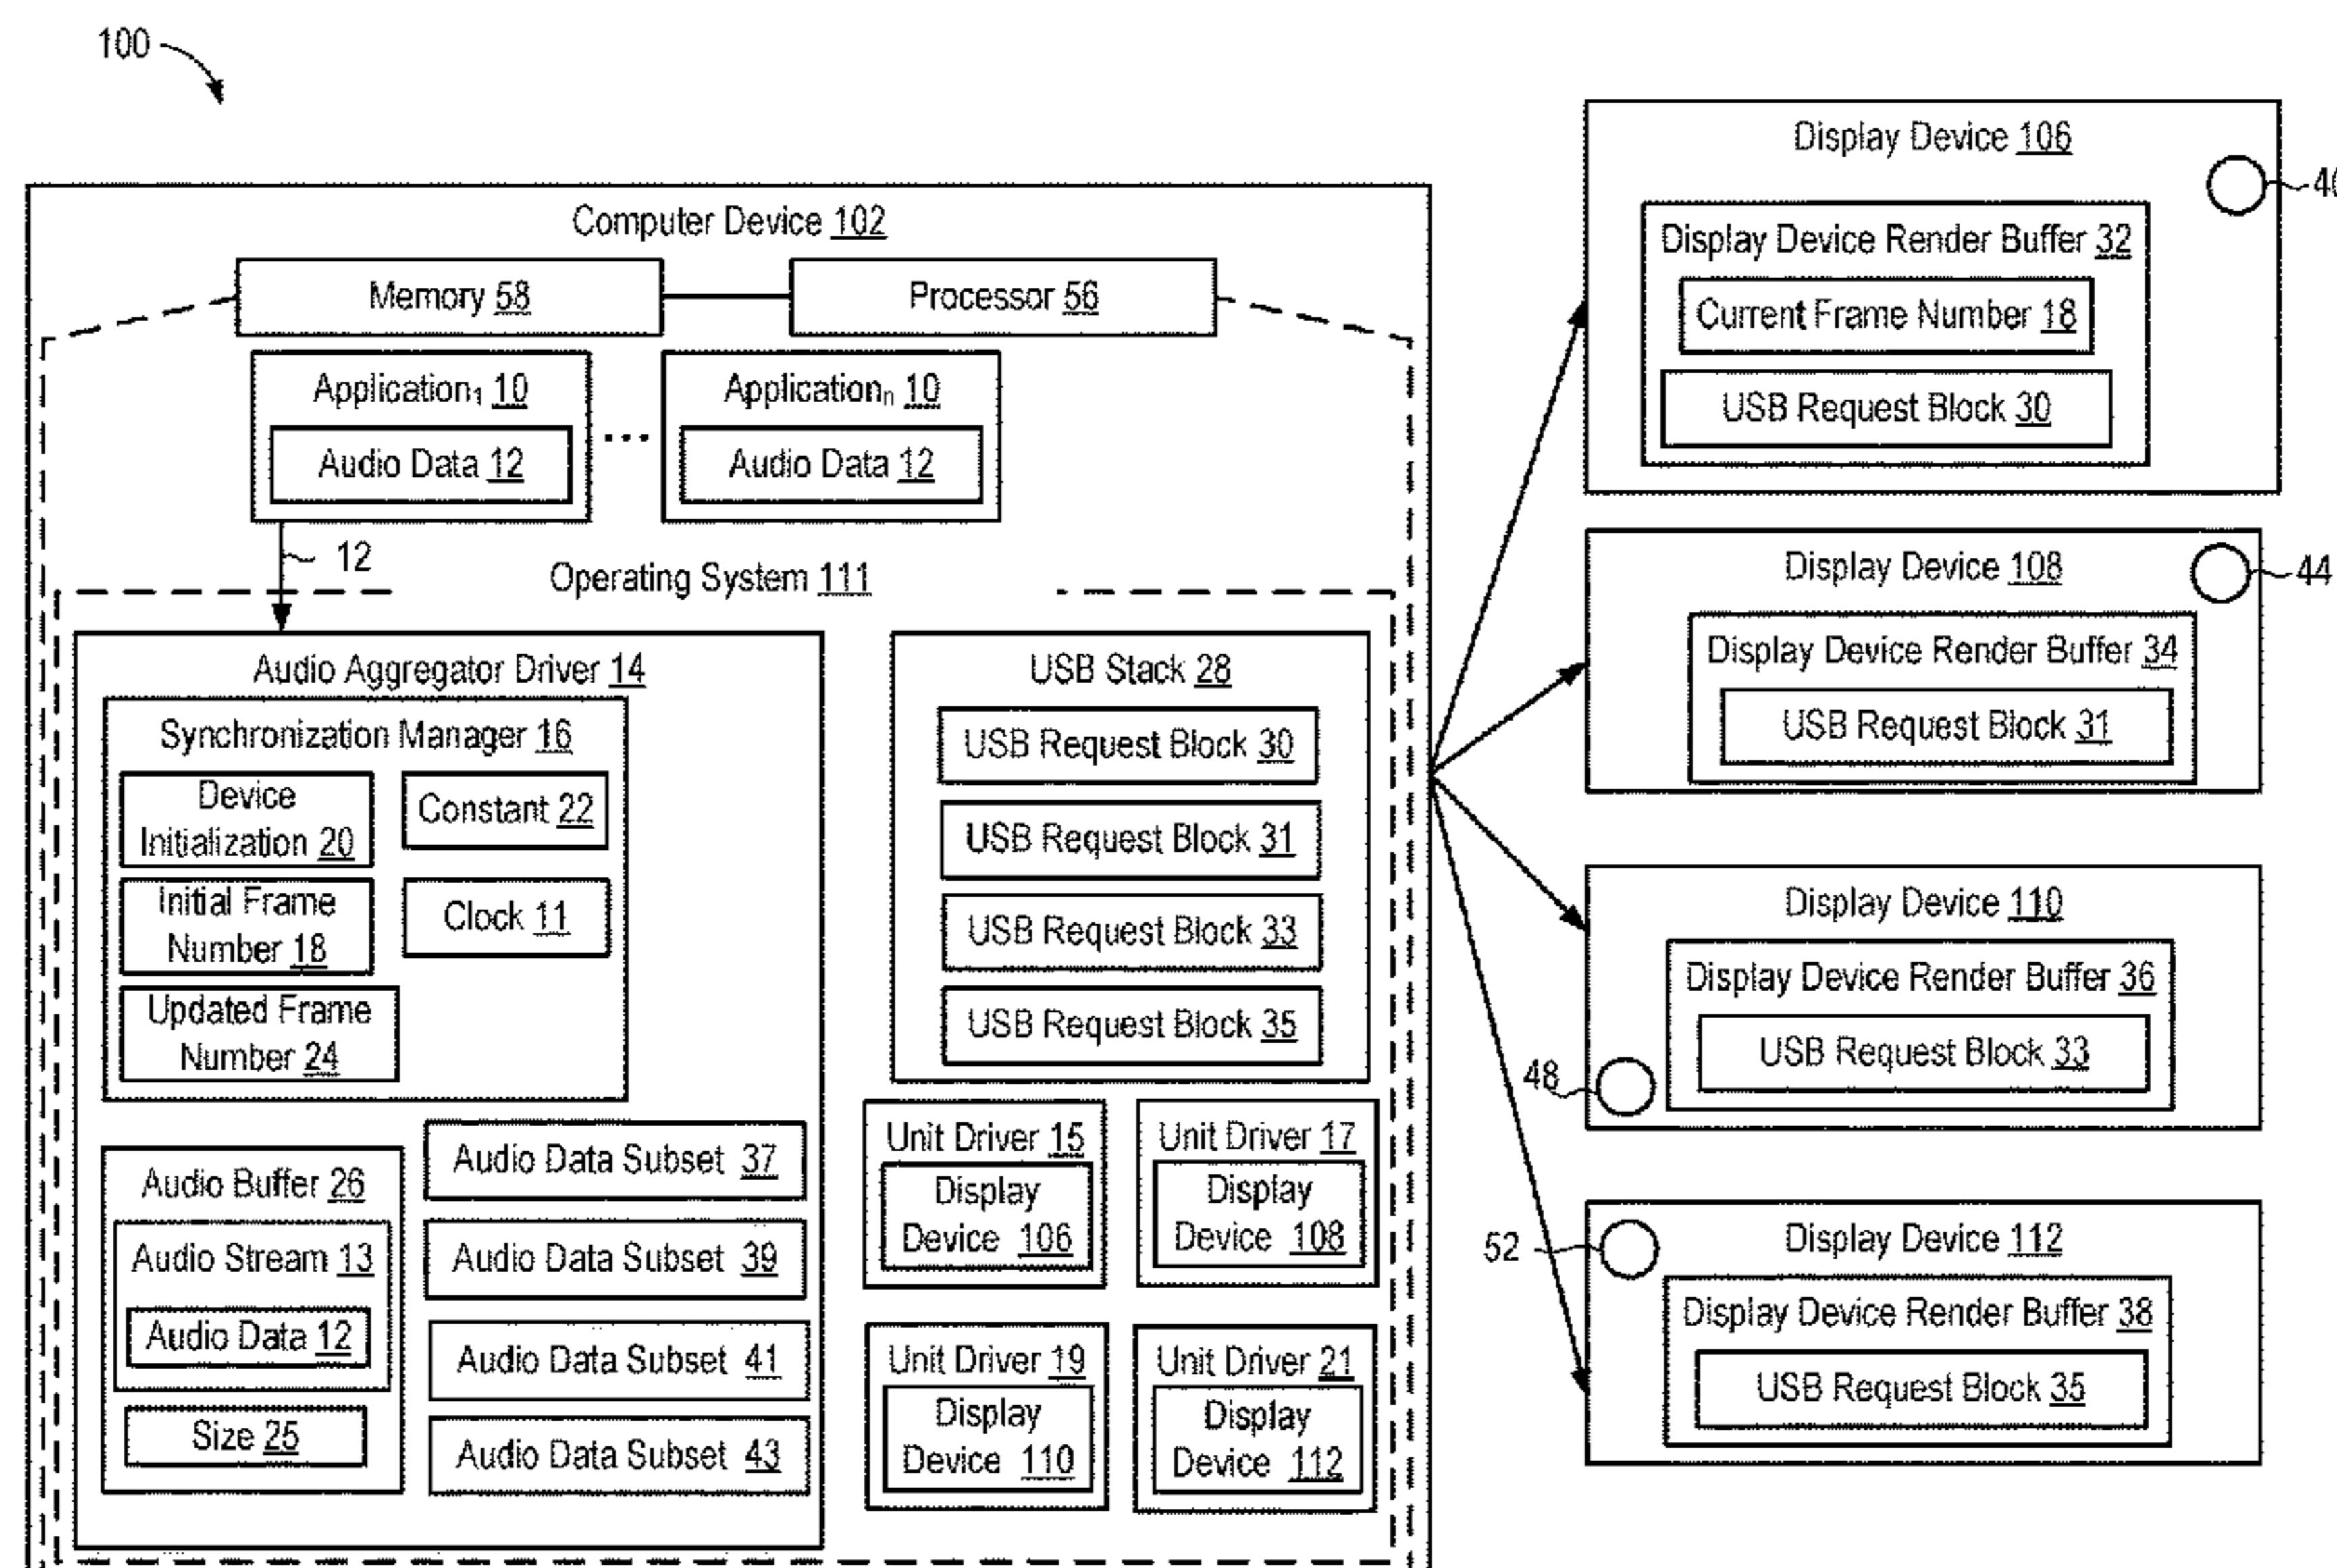 100
Computer Device 102
Memory 58
Processor 56
Application1 10
Audio Data 12
...
Applicationn 10
Audio Data 12
12
Operating System 111
Audio Aggregator Driver 14
Synchronization Manager 16
Device
Initialization 20
Constant 22
Initial Frame
Number 18
Clock 11
Updated Frame
Number 24
Audio Buffer 26
Audio Stream 13
Audio Data 12
Size 25
Audio Data Subset 37
Audio Data Subset 39
Audio Data Subset 41
Audio Data Subset 43
USB Stack 28
USB Request Block 30
USB Request Block 31
USB Request Block 33
USB Request Block 35
Unit Driver 15
Display
Device 106
Unit Driver 17
Display
Device 108
Unit Driver 19
Display
Device 110
Unit Driver 21
Display
Device 112
Display Device 106
Display Device Render Buffer 32
Current Frame Number 18
USB Request Block 30
Display Device 108
44
Display Device Render Buffer 34
USB Request Block 31
Display Device 110
Display Device Render Buffer 36
USB Request Block 33
48
52
Display Device 112
Display Device Render Buffer 38
USB Request Block 35